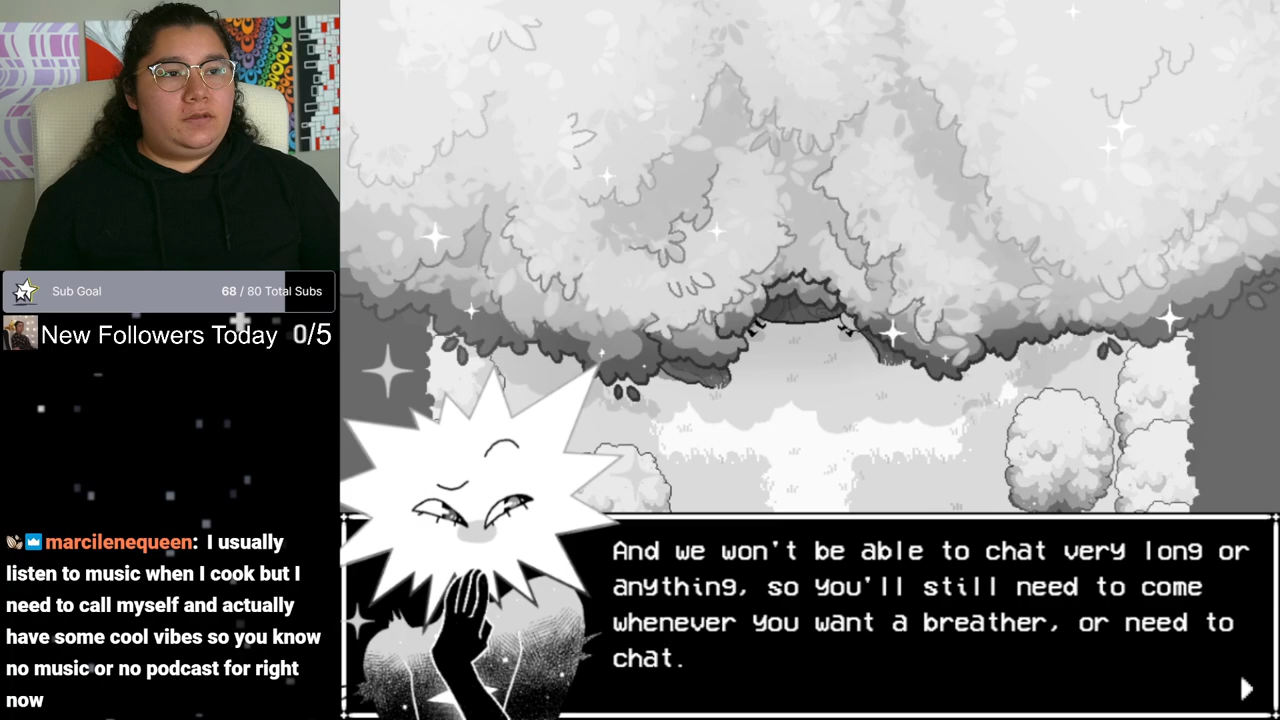 Sub Goal
68 / 80 Total Subs
New Followers Today 0/5
marcilenequeen: I usually
listen to music when I cook but I
need to call myself and actually
have some cool vibes so you know
no music or no podcast for right
now
And we won't be able to chat very long or
anything, so you'll still need to come
whenever you want a breather, or need to
chat.